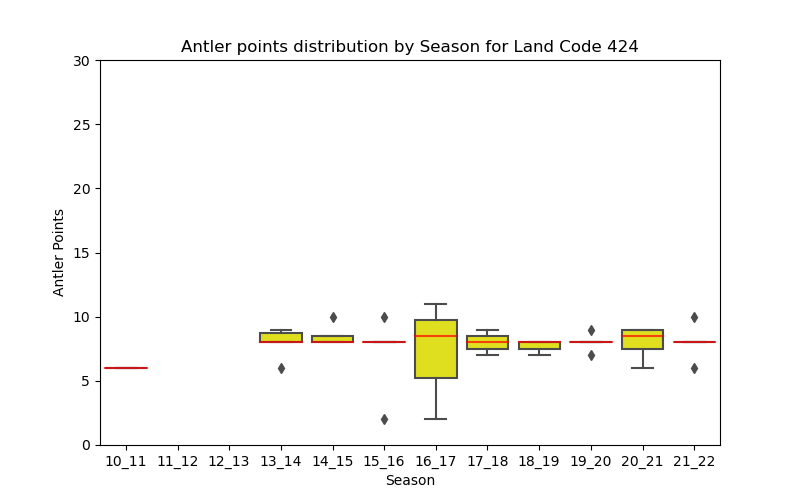 Antler points distribution by Season for Land Code 424
30
25
20
15
10
5
0
Antler Points
10_11 11_12 12_13 13_14 14_15 15_16 16_17 17_18 18_19 19_20 20_21 21_22
Season